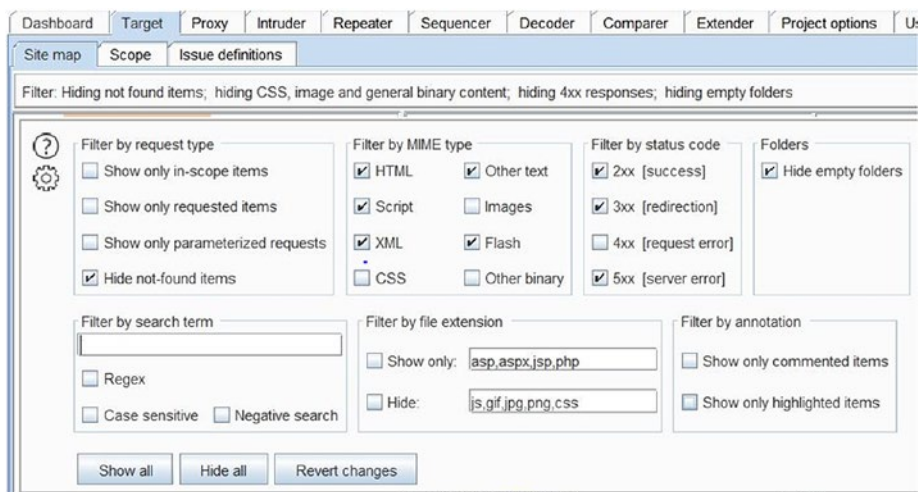 Dashboard Target Proxy Intruder Repeater Sequencer Decoder Comparer Extender Project options
Site map Scope Issue definitions
Filter: Hiding not found items; hiding CSS, image and general binary content; hiding 4xx responses; hiding empty folders
?
Filter by request type
Show only in-scope items
Show only requested items
Show only parameterized requests
Hide not-found items
Filter by MIME type
HTML Other text
Script Images
XML Flash
CSS Other binary
Filter by status code
2xx [success]
3xx [redirection]
4xx [request error]
5xx [server error]
Folders
Hide empty folders
Filter by search term
Regex
Case sensitive Negative search
Filter by file extension
Show only: asp,aspx,jsp,php
Hide: js,gif,jpg,png,css
Filter by annotation
Show only commented items
Show only highlighted items
Show all Hide all Revert changes